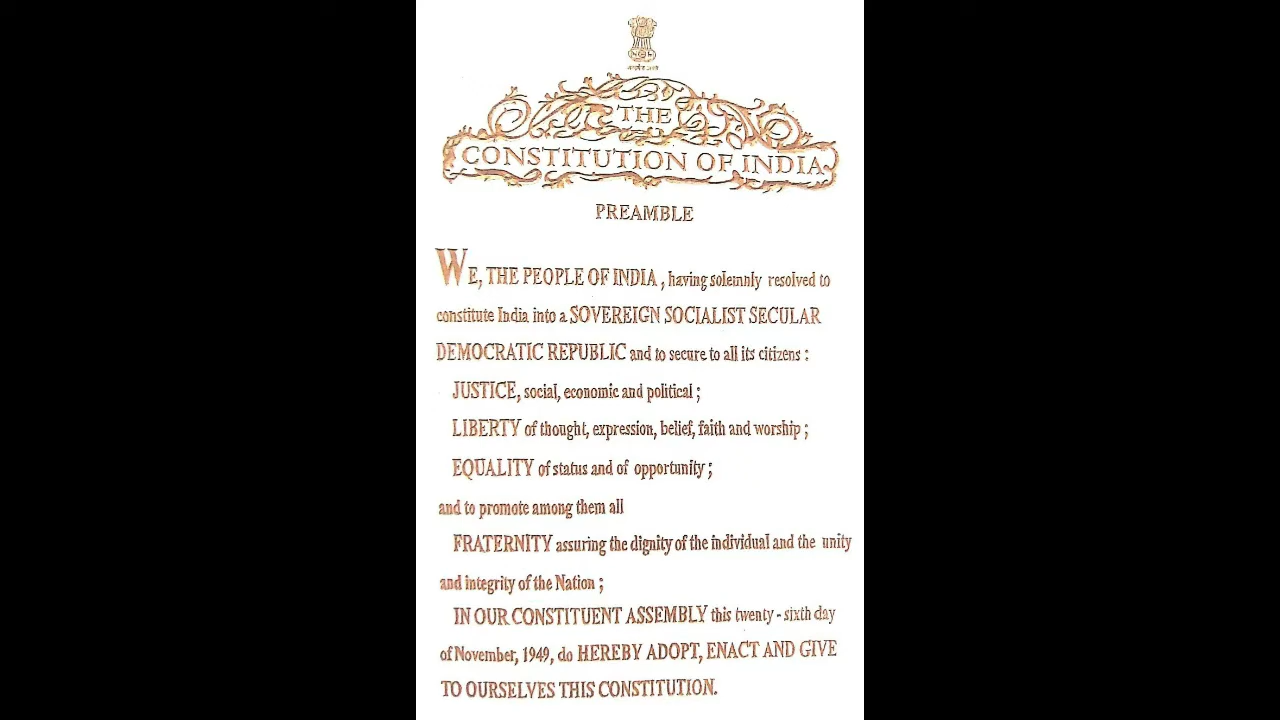 THE
CONSTITUTION OF INDIA
PREAMBLE
WE, THE PEOPLE OF INDIA , having solemnly resolved to
constitute India into a SOVEREIGN SOCIALIST SECULAR
DEMOCRATIC REPUBLIC and to secure to all its citizens :
JUSTICE, social, economic and political ;
LIBERTY of thought, expression, belief, faith and worship ;
EQUALITY of status and of opportunity ;
and to promote among them all
FRATERNITY assuring the dignity of the individual and the unity
and integrity of the Nation ;
IN OUR CONSTITUENT ASSEMBLY this twenty - sixth day
of November, 1949, do HEREBY ADOPT, ENACT AND GIVE
TO OURSELVES THIS CONSTITUTION.